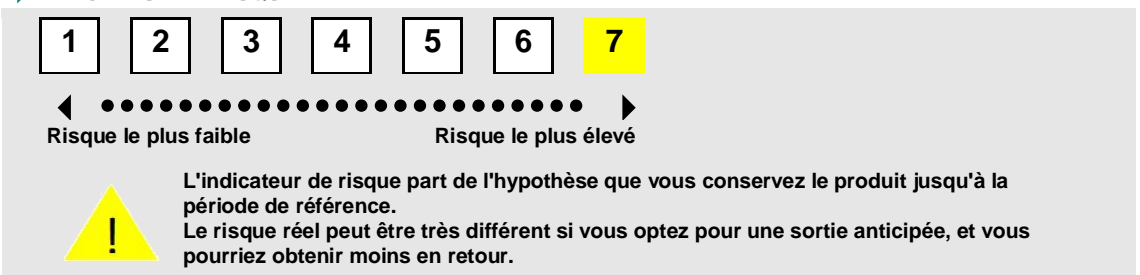 1 2 3 4 5 6 7
Risque le plus faible Risque le plus élevé
L'indicateur de risque part de l'hypothèse que vous conservez le produit jusqu'à la
période de référence.
Le risque réel peut être très différent si vous optez pour une sortie anticipée, et vous
pourriez obtenir moins en retour.
!